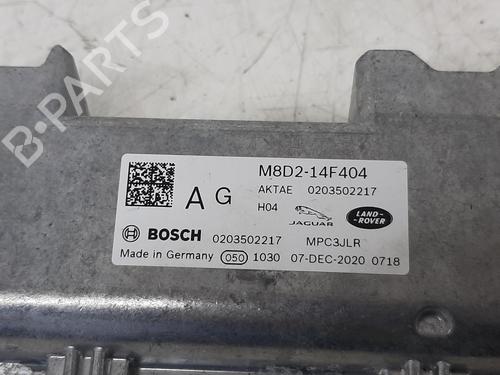 B-PARTS
M8D2-14F404
A G
AKTAE 0203502217
H04
JAGUAR
LAND-ROVER
BOSCH 0203502217 MPC3JLR
Made in Germany 050 1030 07-DEC-2020 0718